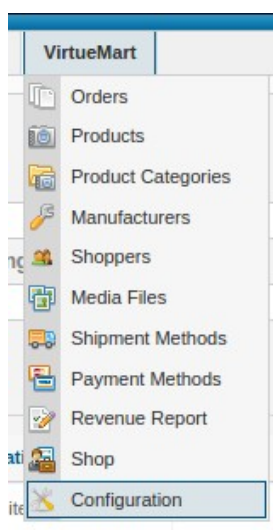 VirtueMart
Orders
Products
Product Categories
Manufacturers
Shoppers
Media Files
Shipment Methods
Payment Methods
Revenue Report
Shop
Configuration